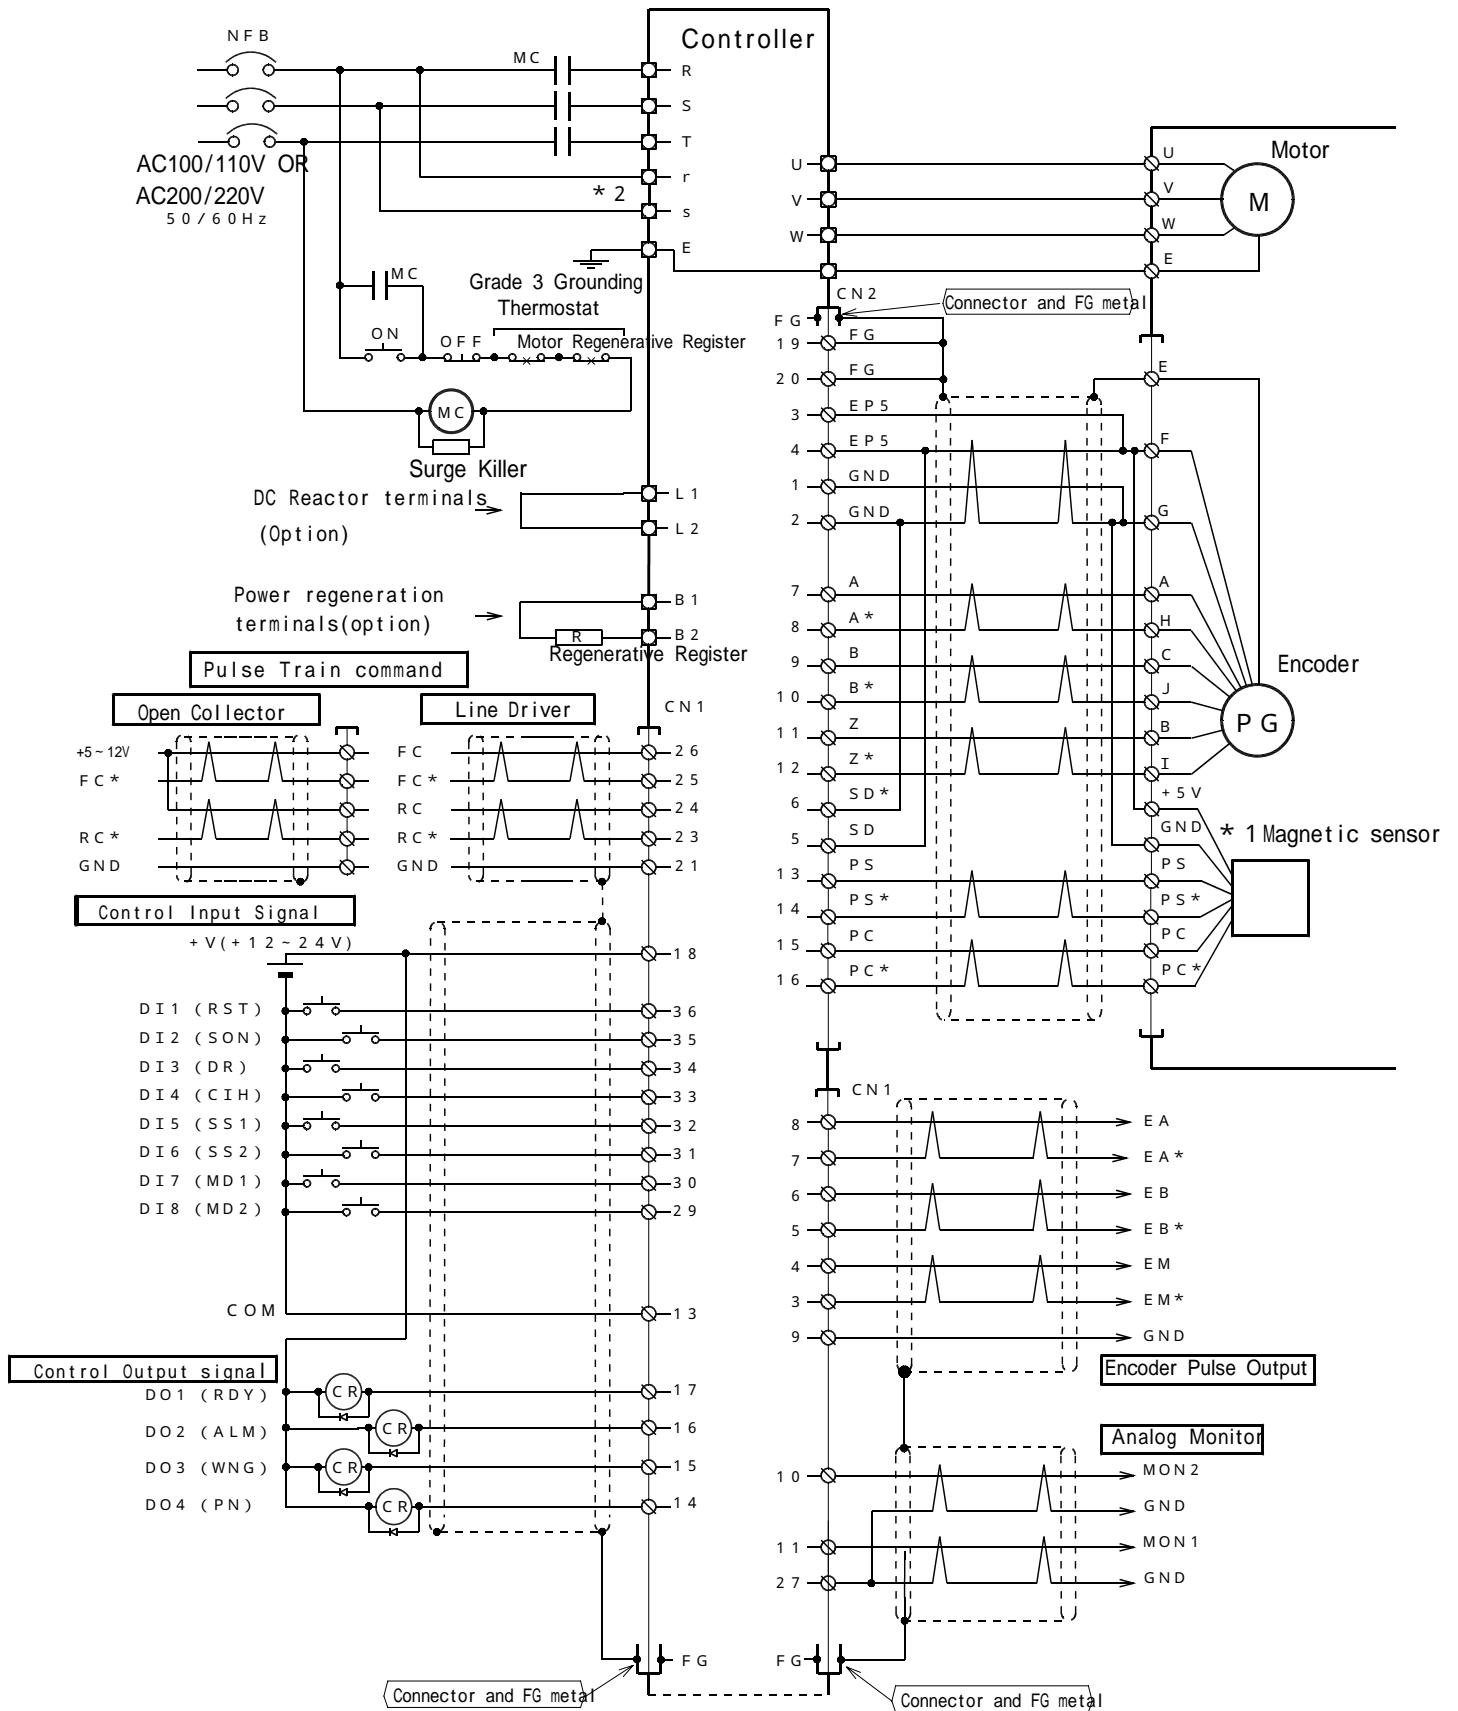 Controller
NFB
MC
R
S
T
AC100/110V OR
AC200/220V
50/60Hz
r
*2
s
E
MC
Grade 3 Grounding
Thermostat
ON
OFF
Motor Regenerative Register
MC
Surge Killer
DC Reactor terminals
(Option)
L1
L2
Power regeneration
terminals(option)
B1
R
B2
Regenerative Register
Pulse Train command
Open Collector
Line Driver
CN1
+5~12V
FC*
RC*
GND
FC
FC*
RC
RC*
GND
26
25
24
23
21
Control Input Signal
+V(+12~24V)
18
DI1 (RST)
36
DI2 (SON)
35
DI3 (DR)
34
DI4 (CIH)
33
DI5 (SS1)
32
DI6 (SS2)
31
DI7 (MD1)
30
DI8 (MD2)
29
COM
13
Control Output signal
DO1 (RDY)
CR
17
DO2 (ALM)
CR
16
DO3 (WNG)
CR
15
DO4 (PN)
CR
14
FG
Connector and FG metal
Motor
U
U
V
V
M
W
W
E
CN2
Connector and FG metal
FG
19
FG
20
FG
E
3
EP5
4
EP5
F
1
GND
2
GND
G
7
A
A
8
A*
H
9
B
C
Encoder
10
B*
J
PG
11
Z
B
12
Z*
I
6
SD*
+5V
5
SD
GND
*1 Magnetic sensor
13
PS
PS
14
PS*
PS*
15
PC
PC
16
PC*
PC*
CN1
8
EA
7
EA*
6
EB
5
EB*
4
EM
3
EM*
9
GND
Encoder Pulse Output
Analog Monitor
10
MON2
GND
11
MON1
27
GND
FG
Connector and FG metal